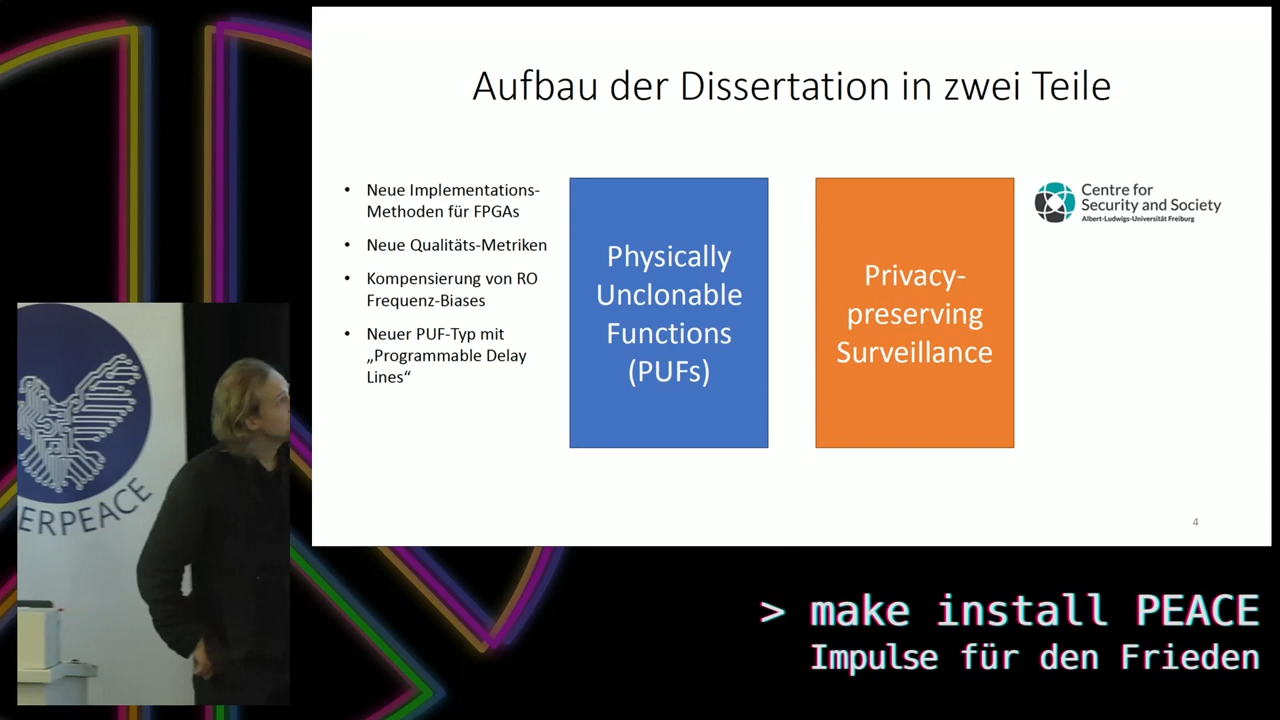 Aufbau der Dissertation in zwei Teile
• Neue Implementations-
Methoden für FPGAs
• Neue Qualitäts-Metriken
• Kompensierung von RO
Frequenz-Biases
• Neuer PUF-Typ mit
„Programmable Delay
Lines“
Physically
Unclonable
Functions
(PUFs)
Privacy-
preserving
Surveillance
Centre for
Security and Society
Albert-Ludwigs-Universität Freiburg
4
ERPEACE
> make install PEACE
Impulse für den Frieden